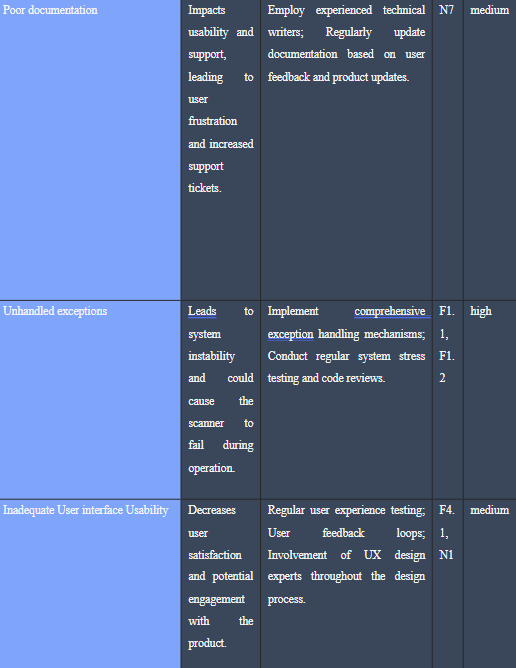 Poor documentation
Impacts
usability and
support,
leading to
user
frustration
and increased
support
tickets.
Employ experienced technical
writers; Regularly update
documentation based on user
feedback and product updates.
N7
medium
Unhandled exceptions
Leads to
system
instability
and could
cause the
scanner to
fail during
operation.
Implement comprehensive
exception handling mechanisms;
Conduct regular system stress
testing and code reviews.
F1.
1,
F1.
2
high
Inadequate User interface Usability
Decreases
user
satisfaction
and potential
engagement
with the
product.
Regular user experience testing;
User feedback loops;
Involvement of UX design
experts throughout the design
process.
F4.
1,
N1
medium